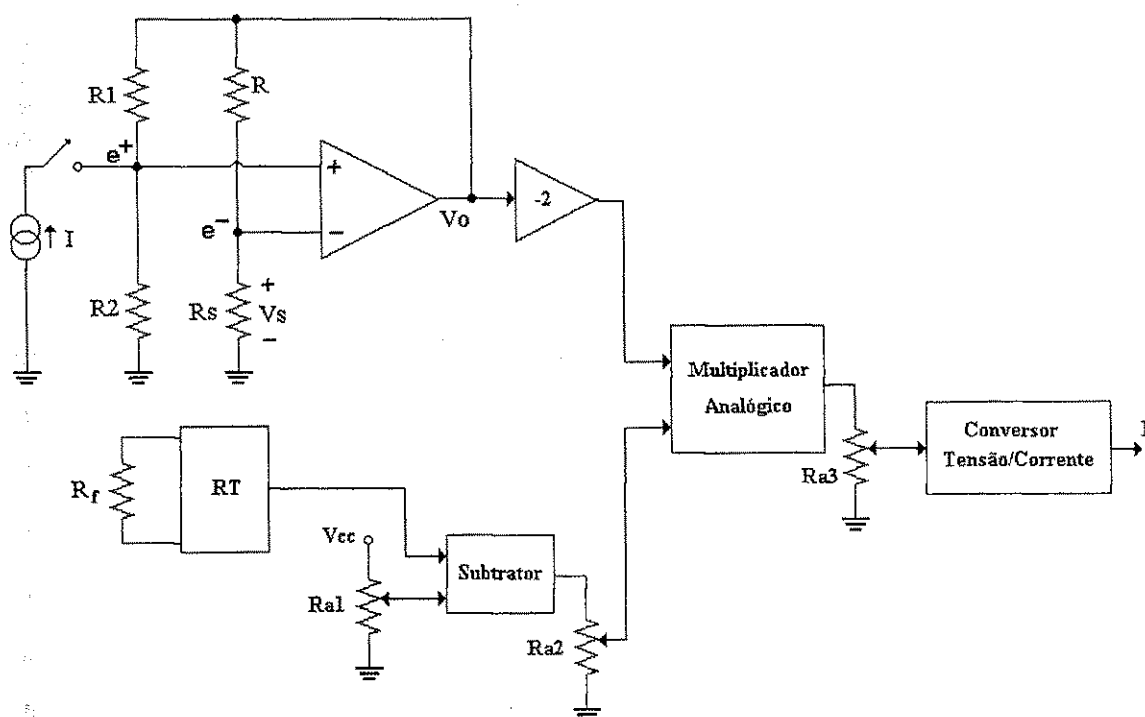 R1
R
e+
+
-2
I
e−
−
Vo
R2
Rs
+
Vs
−
Multiplicador
Analógico
Conversor
Tensão/Corrente
Ra3
Rf
RT
Vcc
Subtrator
Ra1
Ra2